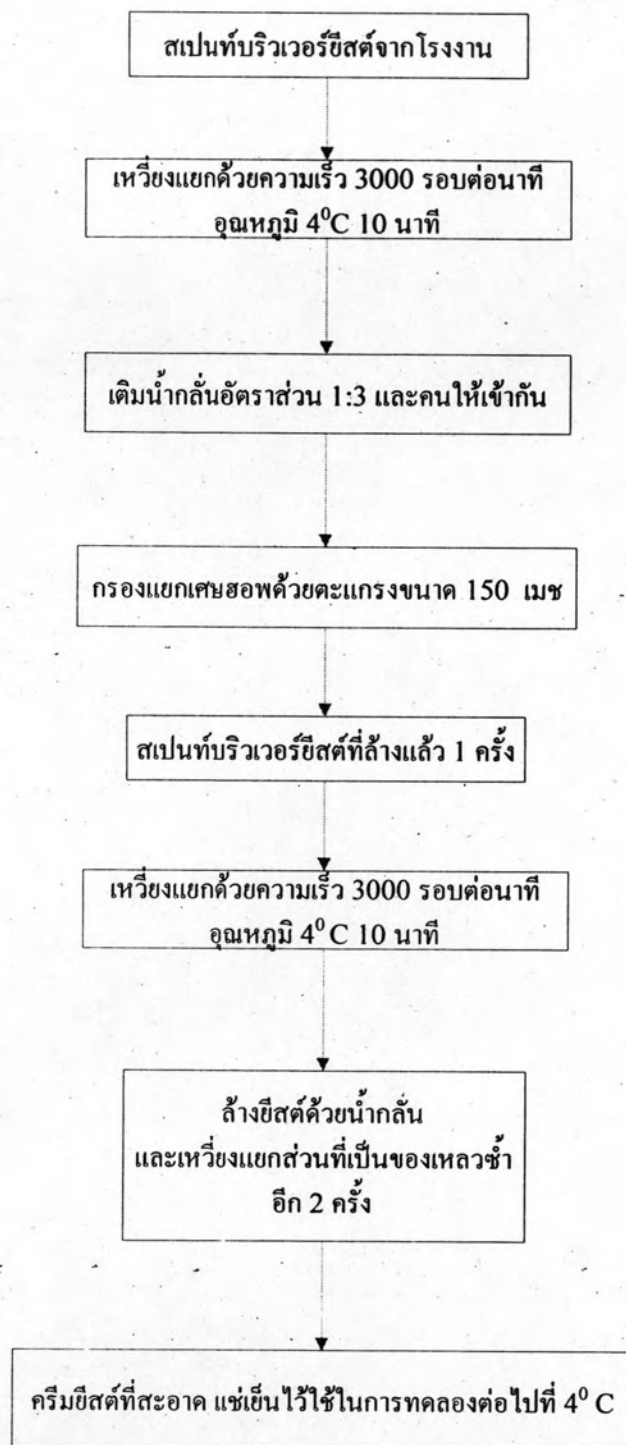 สเปนท์บริวเวอร์ยีสต์จากโรงงาน
เหวี่ยงแยกด้วยความเร็ว 3000 รอบต่อนาที
อุณหภูมิ 4⁰C 10 นาที
เติมน้ำกลั่นอัตราส่วน 1:3 และคนให้เข้ากัน
กรองแยกเศษฮอพด้วยตะแกรงขนาด 150 เมช
สเปนท์บริวเวอร์ยีสต์ที่ล้างแล้ว 1 ครั้ง
เหวี่ยงแยกด้วยความเร็ว 3000 รอบต่อนาที
อุณหภูมิ 4⁰ C 10 นาที
ล้างยีสต์ด้วยน้ำกลั่น
และเหวี่ยงแยกส่วนที่เป็นของเหลวซ้ำ
อีก 2 ครั้ง
ครีมยีสต์ที่สะอาด แช่เย็นไว้ใช้ในการทดลองต่อไปที่ 4⁰ C